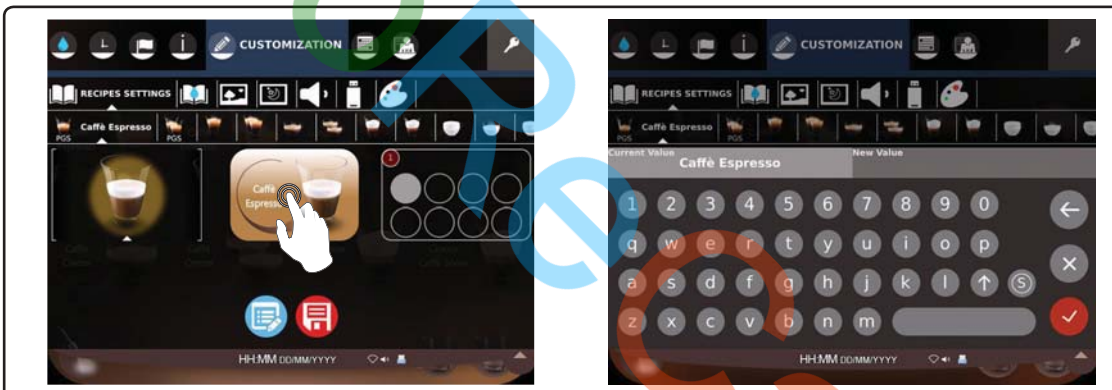 CUSTOMIZATION
RECIPES SETTINGS
PGS Caffè Espresso PGS
1
Caffè
Espresso
HH:MM DD/MM/YYYY
CUSTOMIZATION
RECIPES SETTINGS
PGS Caffè Espresso PGS
Current Value New Value
Caffè Espresso
1 2 3 4 5 6 7 8 9 0
q w e r t y u i o p
a s d f g h j k l S
z x c v b n m
HH:MM DD/MM/YYYY